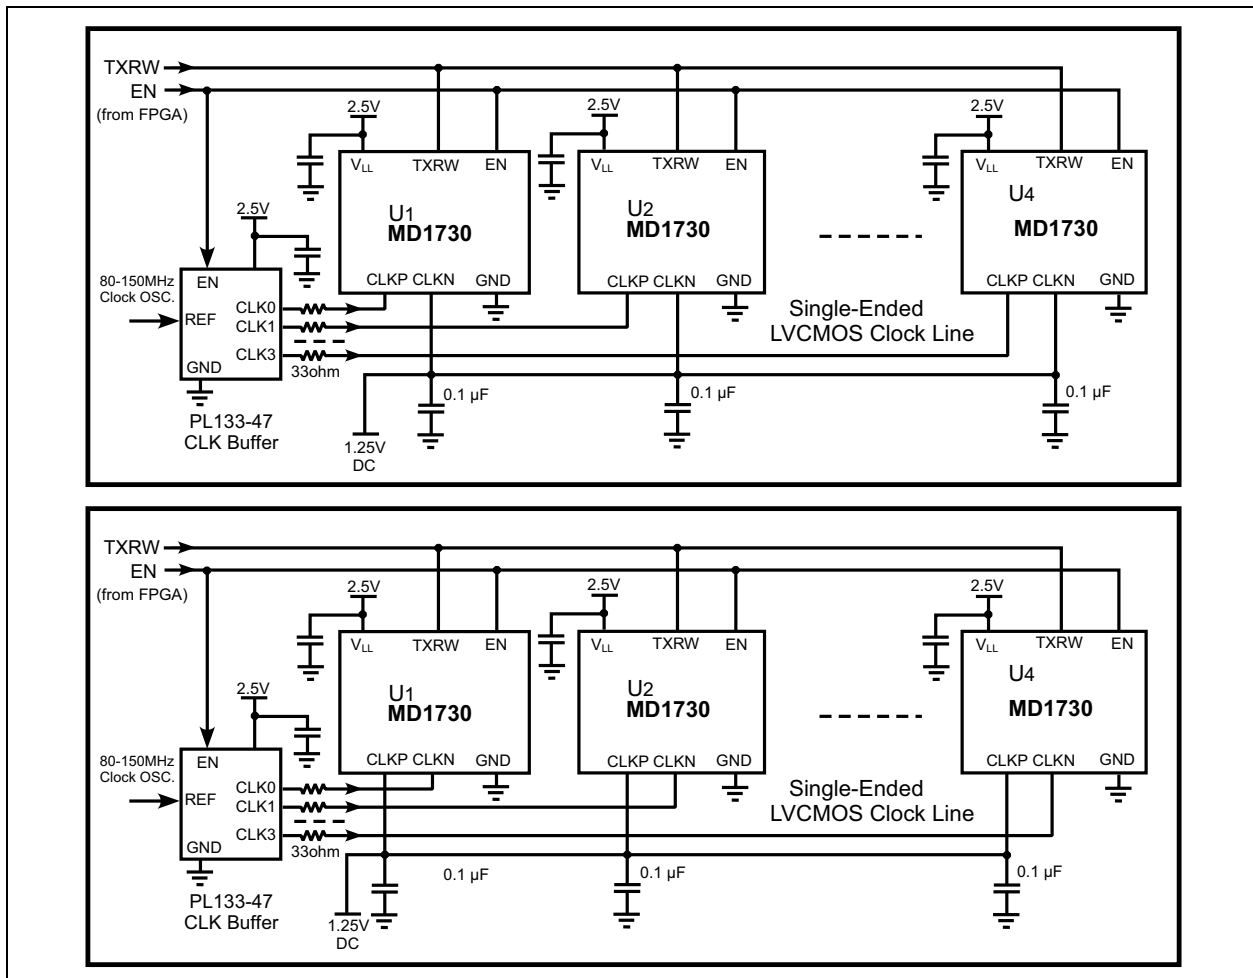 TXRW
EN
(from FPGA)
2.5V
2.5V
2.5V
VLL TXRW EN
VLL TXRW EN
VLL TXRW EN
U1
MD1730
U2
MD1730
U4
MD1730
2.5V
80-150MHz
Clock OSC.
EN
REF
CLK0
CLK1
CLK3
GND
33ohm
CLKP CLKN GND
CLKP CLKN GND
CLKP CLKN GND
Single-Ended
LVCMOS Clock Line
PL133-47
CLK Buffer
1.25V
DC
0.1 µF
0.1 µF
0.1 µF
TXRW
EN
(from FPGA)
2.5V
2.5V
2.5V
VLL TXRW EN
VLL TXRW EN
VLL TXRW EN
U1
MD1730
U2
MD1730
U4
MD1730
2.5V
80-150MHz
Clock OSC.
EN
REF
CLK0
CLK1
CLK3
GND
33ohm
CLKP CLKN GND
CLKP CLKN GND
CLKP CLKN GND
Single-Ended
LVCMOS Clock Line
PL133-47
CLK Buffer
1.25V
DC
0.1 µF
0.1 µF
0.1 µF